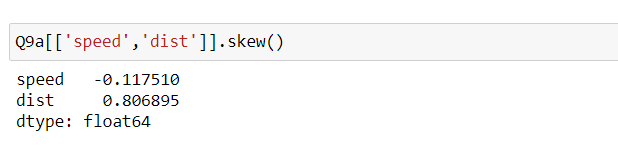 Q9a[['speed','dist']].skew()
speed   -0.117510
dist     0.806895
dtype: float64